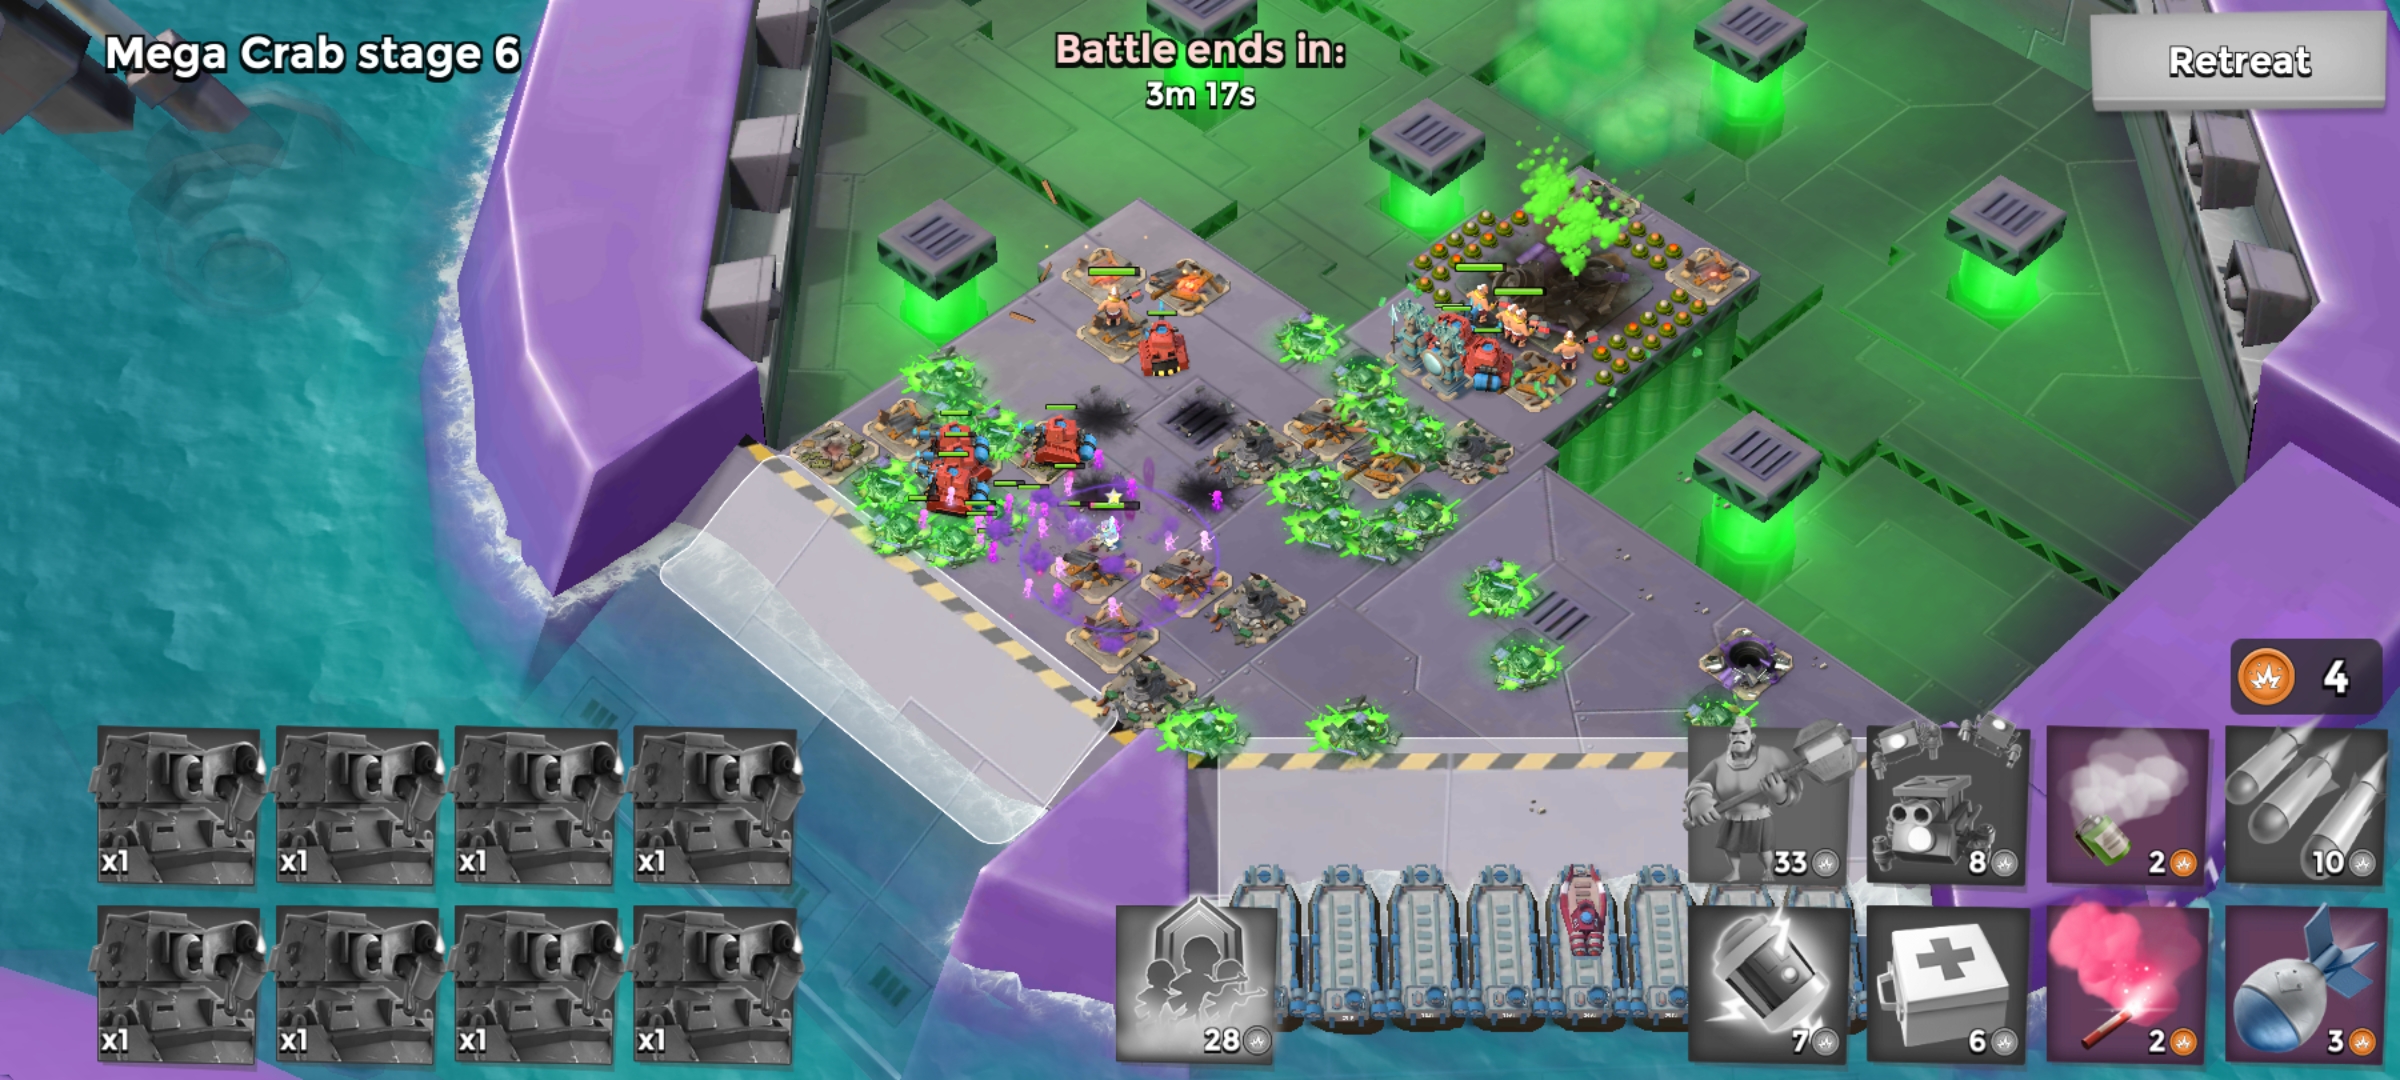 Mega Crab stage 6
Battle ends in:
3m 17s
Retreat
4
x1
x1
x1
x1
33
8
2
10
x1
x1
x1
x1
28
7
6
2
3